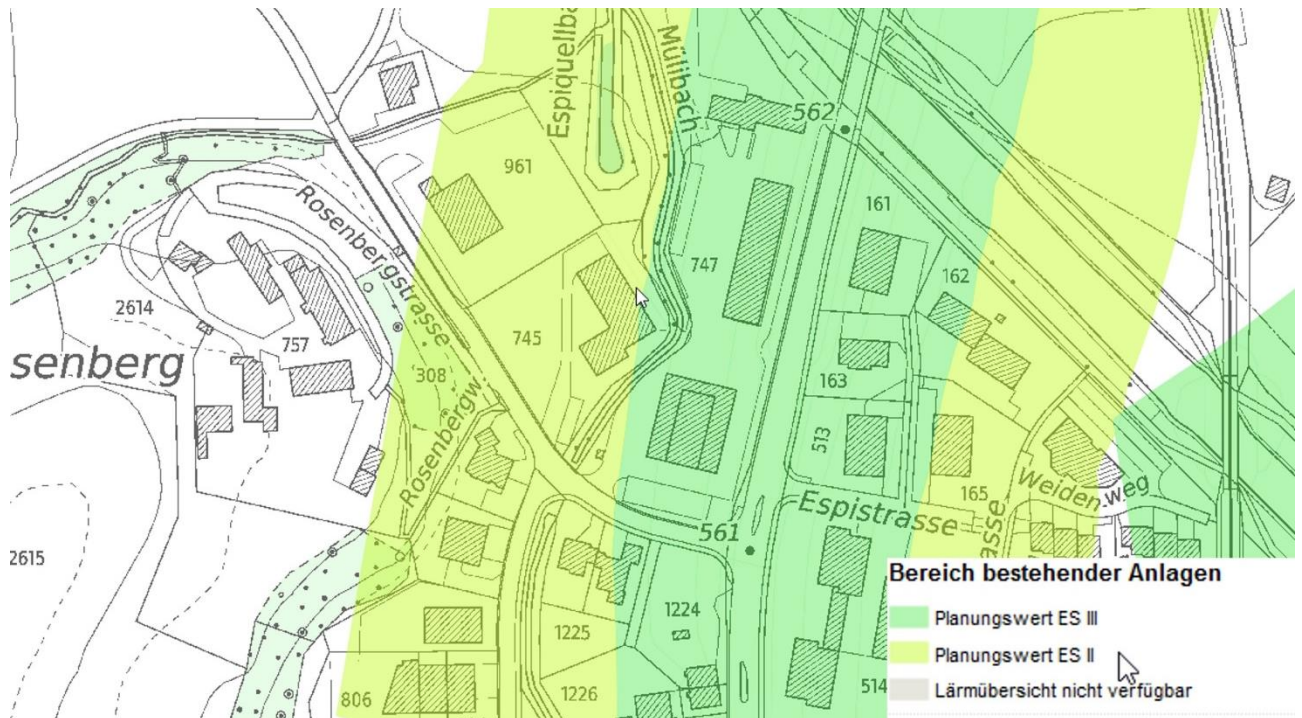 Espiquellba
Mülibach
562
961
Rosenbergstrasse
161
747
162
2614
senberg
757
745
308
163
Rosenbergw.
513
165
Weidenweg
Espistrasse
561
asse
2615
1224
1225
1226
806
514
Bereich bestehender Anlagen
Planungswert ES III
Planungswert ES II
Lärmübersicht nicht verfügbar